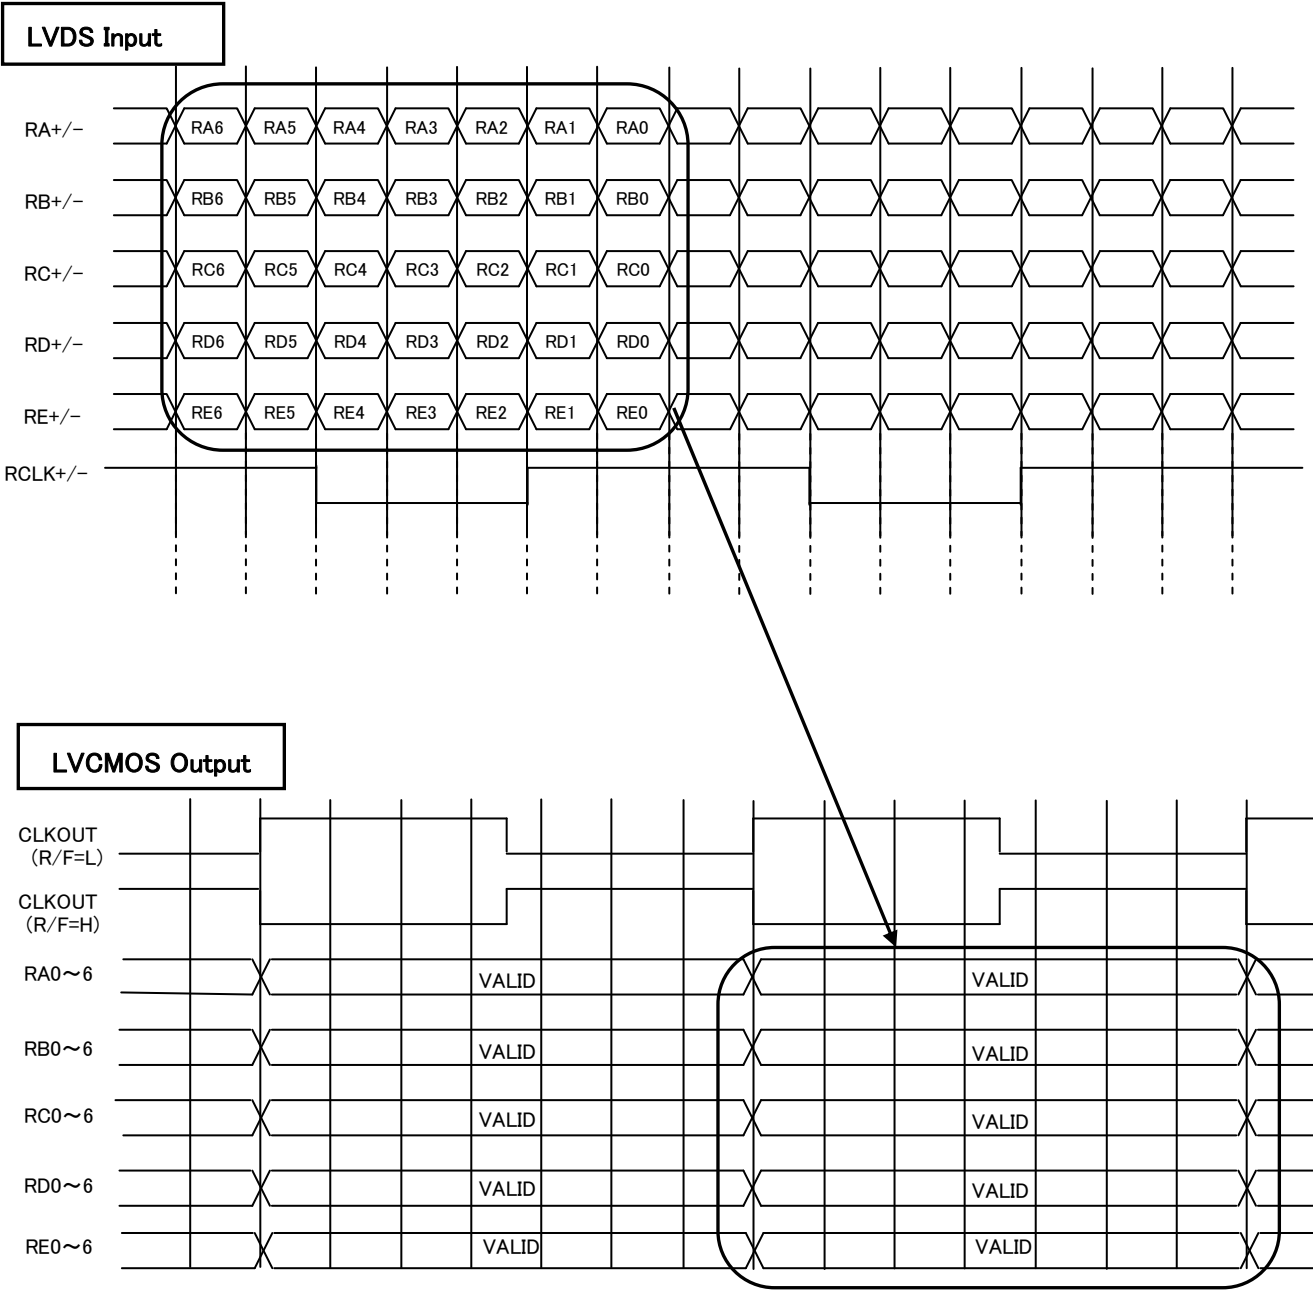 LVDS Input
RA+/- RA6 RA5 RA4 RA3 RA2 RA1 RA0
RB+/- RB6 RB5 RB4 RB3 RB2 RB1 RB0
RC+/- RC6 RC5 RC4 RC3 RC2 RC1 RC0
RD+/- RD6 RD5 RD4 RD3 RD2 RD1 RD0
RE+/- RE6 RE5 RE4 RE3 RE2 RE1 RE0
RCLK+/-
LVCMOS Output
CLKOUT
(R/F=L)
CLKOUT
(R/F=H)
RA0～6 VALID VALID
RB0～6 VALID VALID
RC0～6 VALID VALID
RD0～6 VALID VALID
RE0～6 VALID VALID